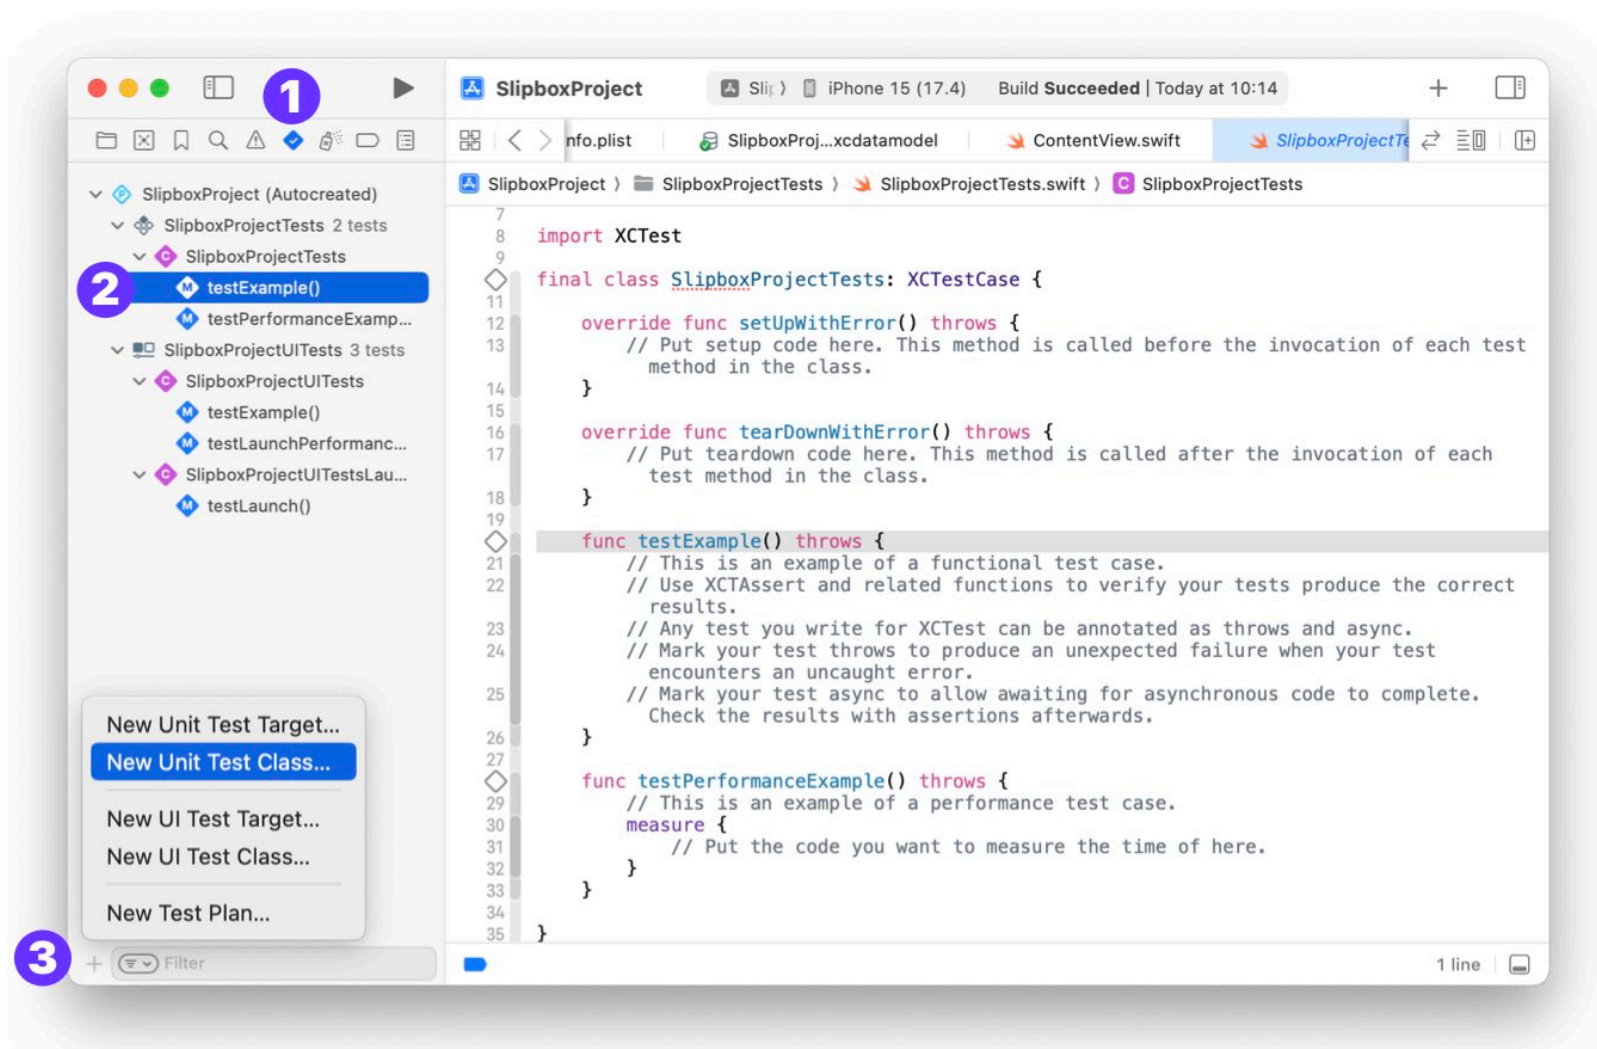 1
SlipboxProject
Slip
iPhone 15 (17.4)
Build Succeeded | Today at 10:14
nfo.plist
SlipboxProj...xcdatamodel
ContentView.swift
SlipboxProjectTe
SlipboxProject
SlipboxProjectTests
SlipboxProjectTests.swift
C SlipboxProjectTests
SlipboxProject (Autocreated)
SlipboxProjectTests 2 tests
C SlipboxProjectTests
2
M testExample()
M testPerformanceExamp...
SlipboxProjectUITests 3 tests
C SlipboxProjectUITests
M testExample()
M testLaunchPerformanc...
C SlipboxProjectUITestsLau...
M testLaunch()
New Unit Test Target...
New Unit Test Class...
New UI Test Target...
New UI Test Class...
New Test Plan...
3
+ Filter
7
8 import XCTest
9
final class SlipboxProjectTests: XCTestCase {
11
12 override func setUpWithError() throws {
13 // Put setup code here. This method is called before the invocation of each test
method in the class.
14 }
15
16 override func tearDownWithError() throws {
17 // Put teardown code here. This method is called after the invocation of each
test method in the class.
18 }
19
func testExample() throws {
21 // This is an example of a functional test case.
22 // Use XCTAssert and related functions to verify your tests produce the correct
results.
23 // Any test you write for XCTest can be annotated as throws and async.
24 // Mark your test throws to produce an unexpected failure when your test
encounters an uncaught error.
25 // Mark your test async to allow awaiting for asynchronous code to complete.
Check the results with assertions afterwards.
26 }
27
func testPerformanceExample() throws {
29 // This is an example of a performance test case.
30 measure {
31 // Put the code you want to measure the time of here.
32 }
33 }
34
35 }
1 line